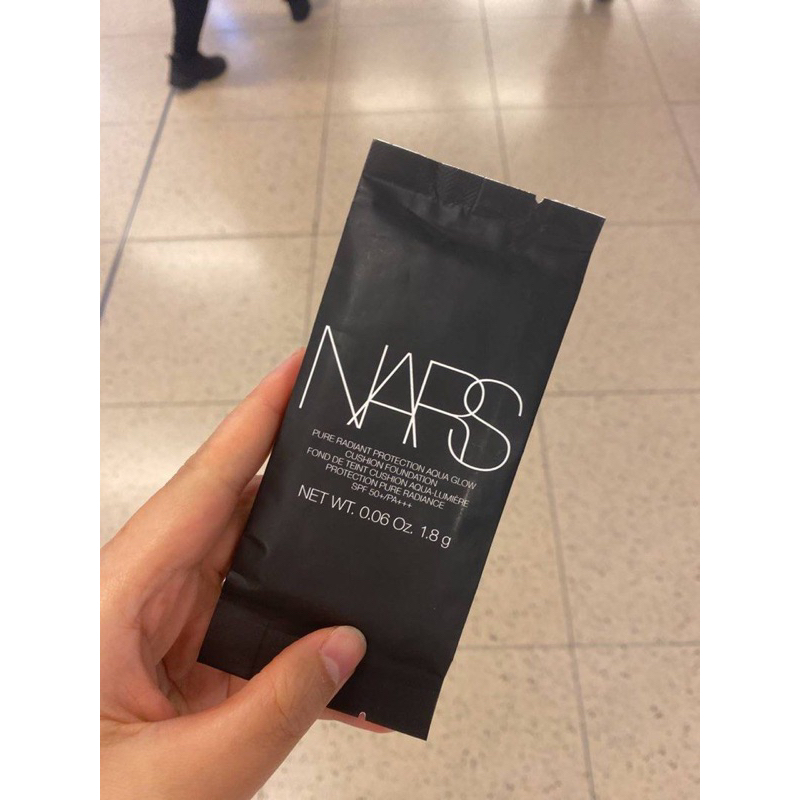 NARS
PURE RADIANT PROTECTION AQUA GLOW
CUSHION FOUNDATION
FOND DE TEINT CUSHION AQUA-LUMIÈRE
PROTECTION PURE RADIANCE
SPF 50+/PA+++
NET WT. 0.06 Oz. 1.8 g